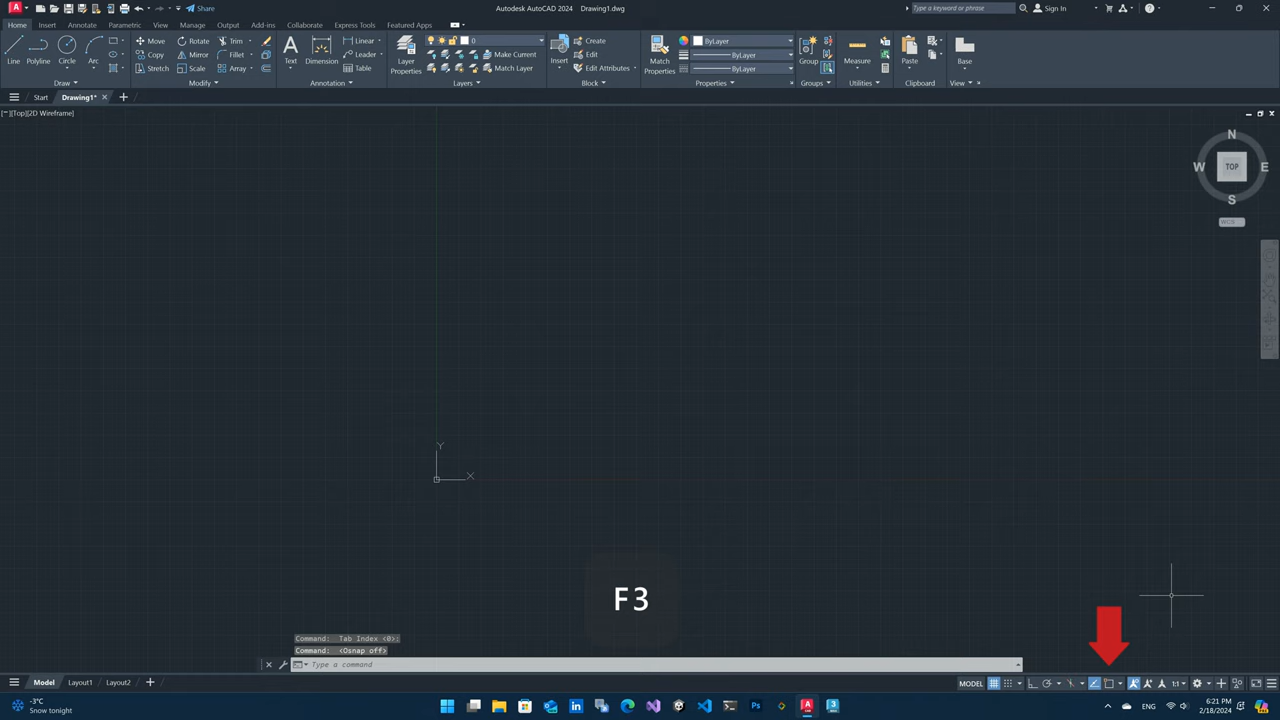 Share
Autodesk AutoCAD 2024   Drawing1.dwg
Type a keyword or phrase
Sign In
Home Insert Annotate Parametric View Manage Output Add-ins Collaborate Express Tools Featured Apps
Line Polyline Circle Arc
Move Rotate Trim
Copy Mirror Fillet
Stretch Scale Array
Text Dimension
Linear
Leader
Table
Layer Properties
0
Make Current
Match Layer
Insert
Create
Edit
Edit Attributes
Match Properties
ByLayer
ByLayer
ByLayer
Group
Measure
Paste
Base
Draw Modify Annotation Layers Block Properties Groups Utilities Clipboard View
Start Drawing1*
[−][Top][2D Wireframe]
N
W TOP E
S
WCS
Y
X
F3
Command: Tab Index <0>:
Command: <Osnap off>
Type a command
Model Layout1 Layout2
MODEL
1:1
-3°C
Snow tonight
6:21 PM
2/18/2024